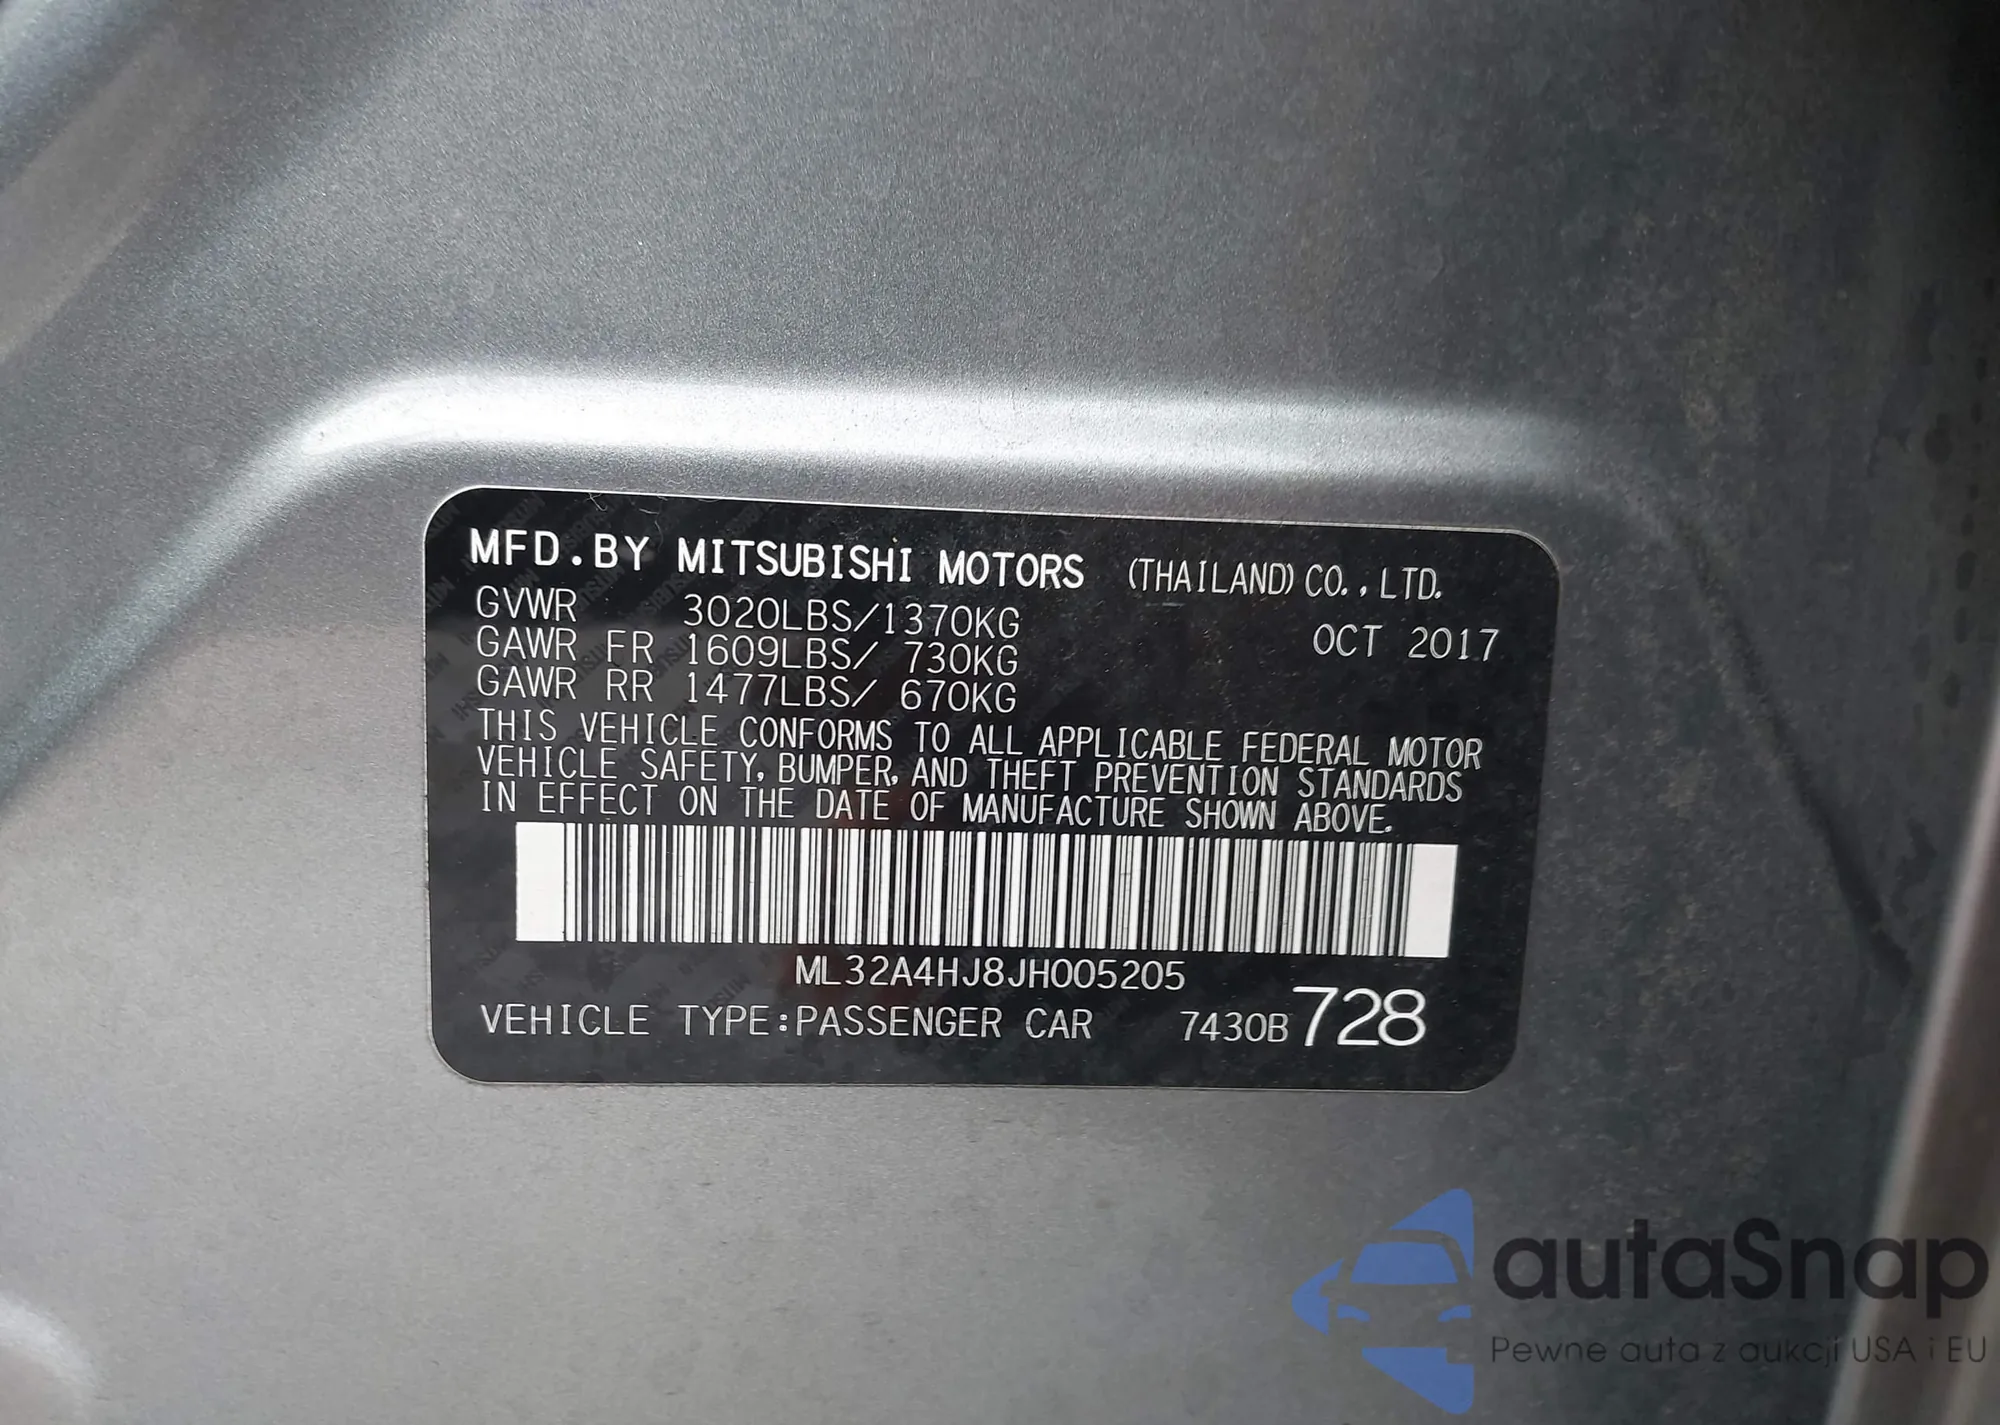 MFD.BY MITSUBISHI MOTORS (THAILAND) CO.,LTD.
GVWR 3020LBS/1370KG
OCT 2017
GAWR FR 1609LBS/ 730KG
GAWR RR 1477LBS/ 670KG
THIS VEHICLE CONFORMS TO ALL APPLICABLE FEDERAL MOTOR
VEHICLE SAFETY, BUMPER, AND THEFT PREVENTION STANDARDS
IN EFFECT ON THE DATE OF MANUFACTURE SHOWN ABOVE.
ML32A4HJ8JH005205
VEHICLE TYPE:PASSENGER CAR 7430B 728
autaSnap
Pewne auta z aukcji USA i EU